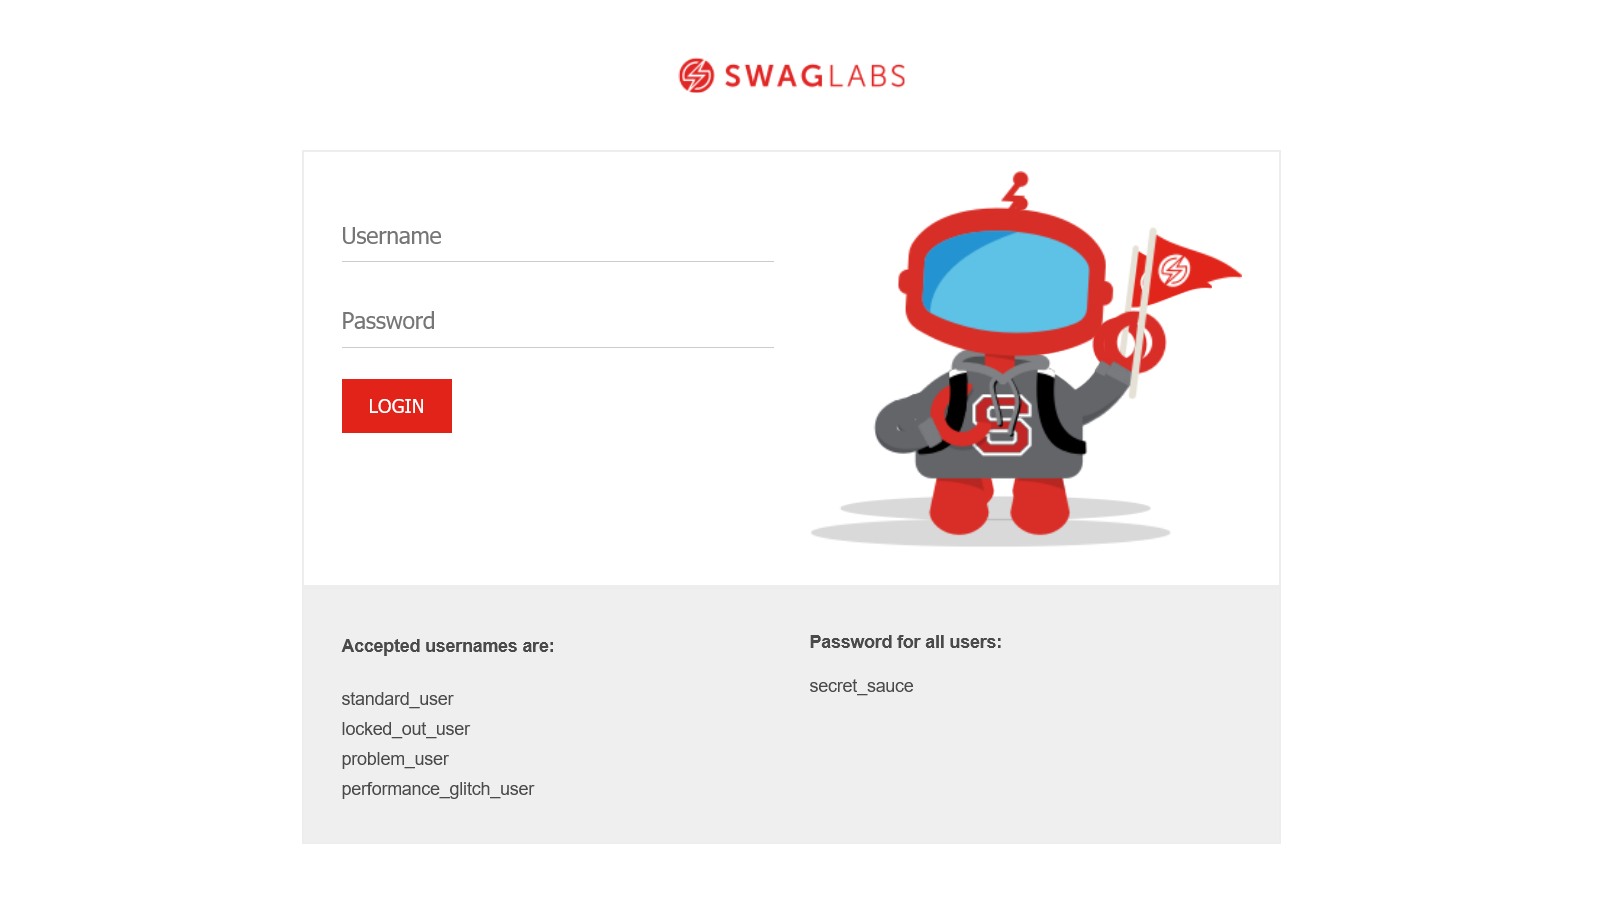 SWAGLABS
Username
Password
LOGIN
S
Accepted usernames are:
standard_user
locked_out_user
problem_user
performance_glitch_user
Password for all users:
secret_sauce